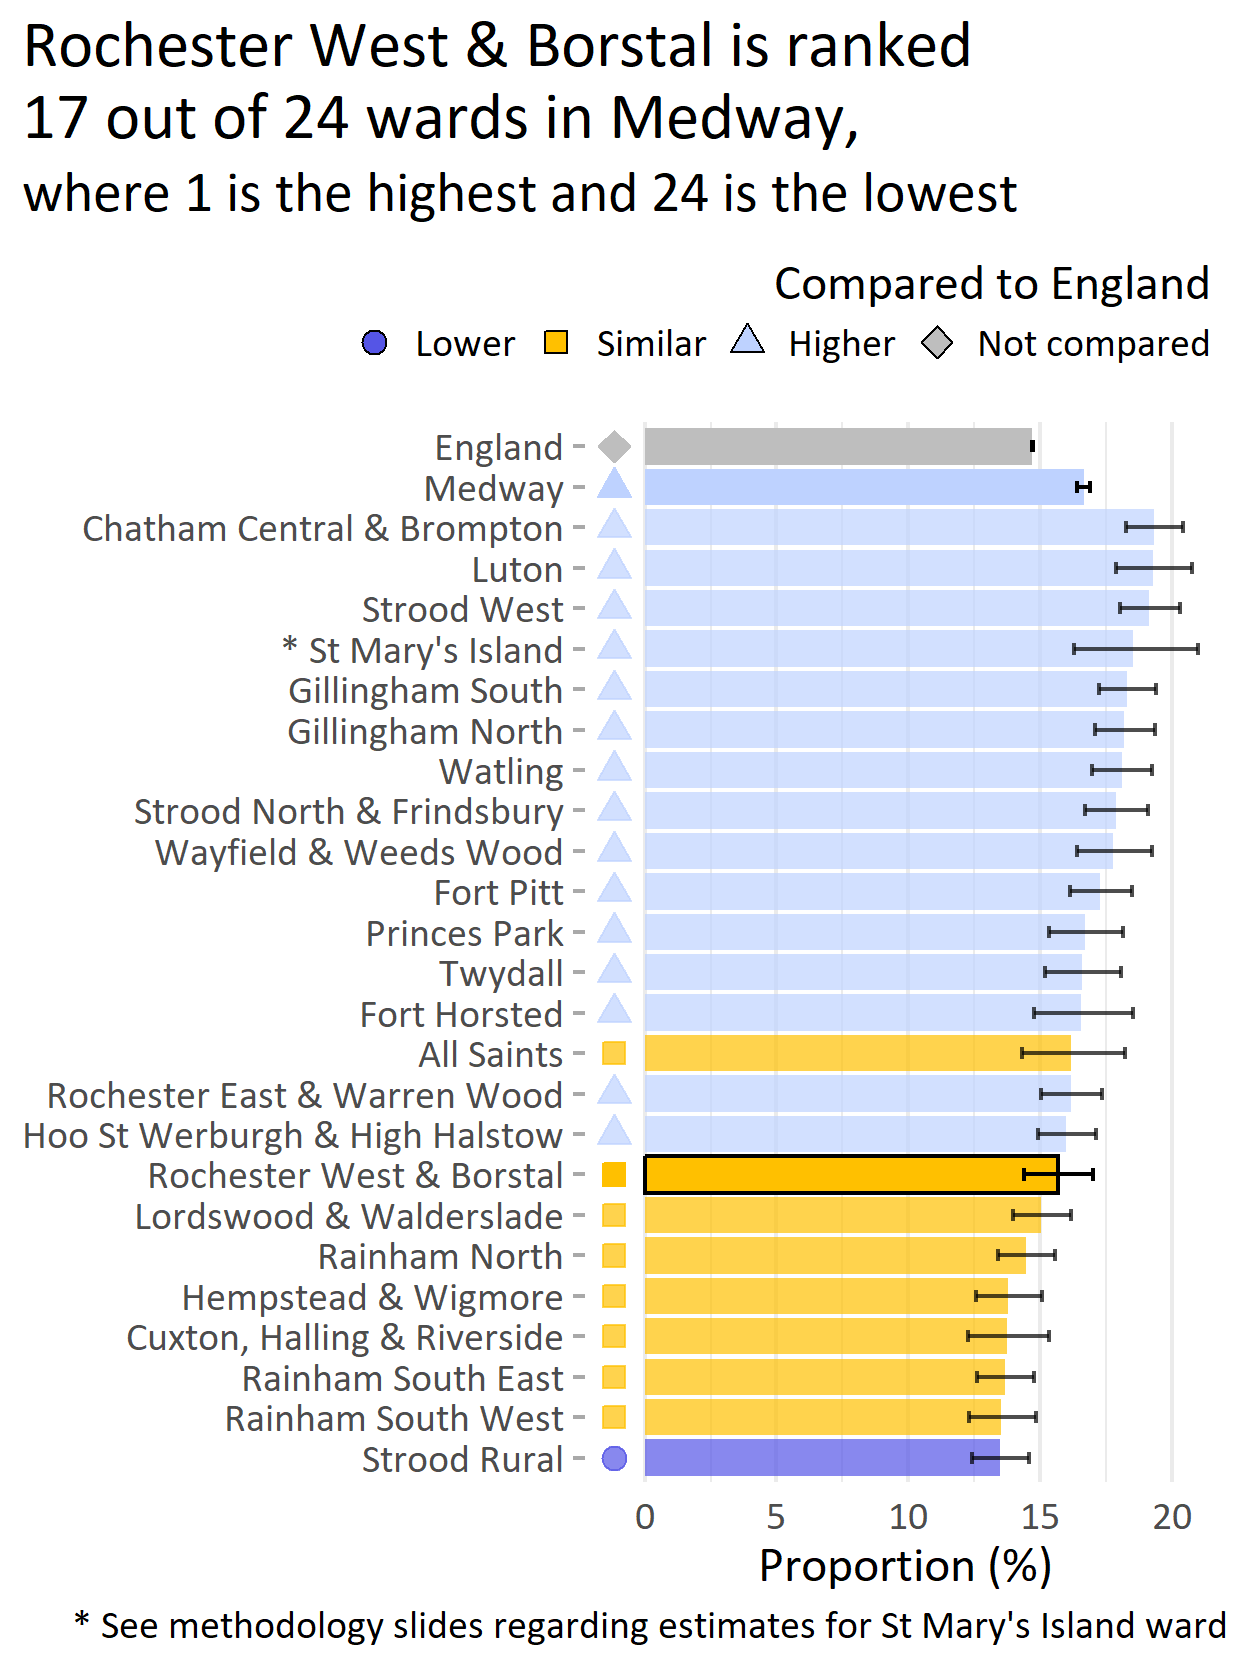 Rochester West & Borstal is ranked
17 out of 24 wards in Medway,
where 1 is the highest and 24 is the lowest
Compared to England
Lower Similar Higher Not compared
England
Medway
Chatham Central & Brompton
Luton
Strood West
* St Mary's Island
Gillingham South
Gillingham North
Watling
Strood North & Frindsbury
Wayfield & Weeds Wood
Fort Pitt
Princes Park
Twydall
Fort Horsted
All Saints
Rochester East & Warren Wood
Hoo St Werburgh & High Halstow
Rochester West & Borstal
Lordswood & Walderslade
Rainham North
Hempstead & Wigmore
Cuxton, Halling & Riverside
Rainham South East
Rainham South West
Strood Rural
0 5 10 15 20
Proportion (%)
* See methodology slides regarding estimates for St Mary's Island ward